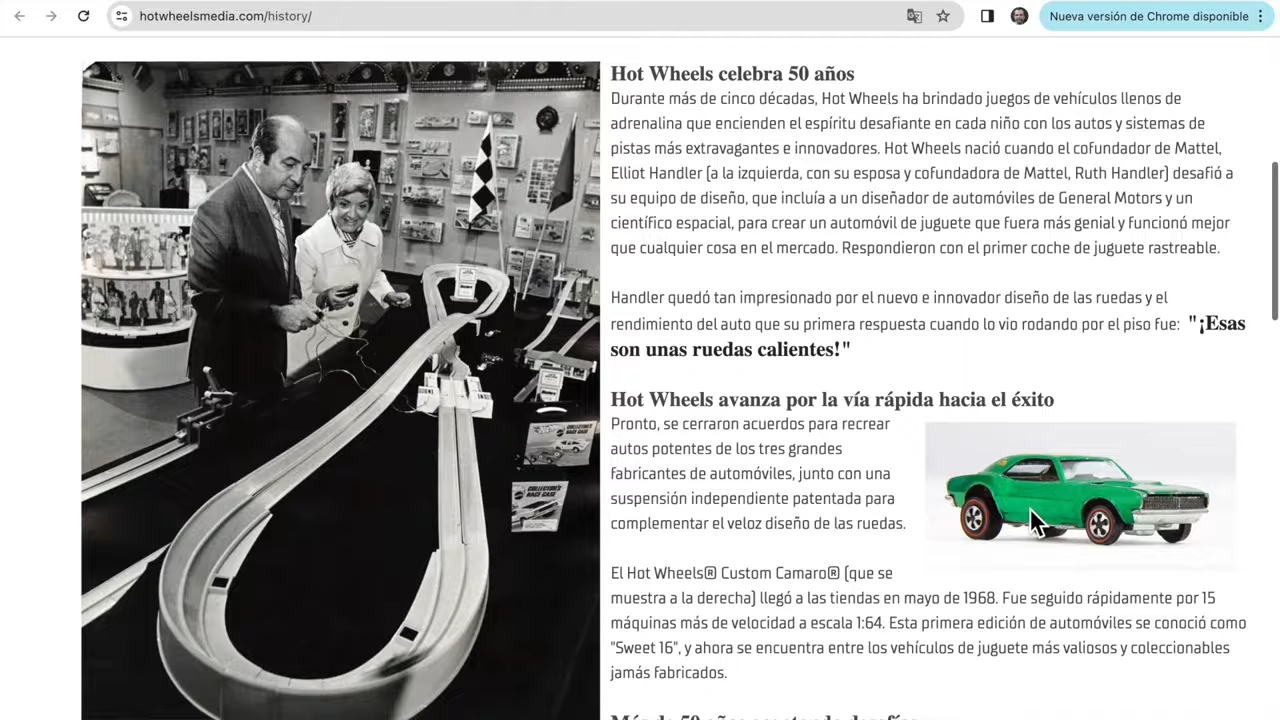 hotwheelsmedia.com/history/
Nueva versión de Chrome disponible
Hot Wheels celebra 50 años
Durante más de cinco décadas, Hot Wheels ha brindado juegos de vehículos llenos de
adrenalina que encienden el espíritu desafiante en cada niño con los autos y sistemas de
pistas más extravagantes e innovadores. Hot Wheels nació cuando el cofundador de Mattel,
Elliot Handler (a la izquierda, con su esposa y cofundadora de Mattel, Ruth Handler) desafió a
su equipo de diseño, que incluía a un diseñador de automóviles de General Motors y un
científico espacial, para crear un automóvil de juguete que fuera más genial y funcionó mejor
que cualquier cosa en el mercado. Respondieron con el primer coche de juguete rastreable.
Handler quedó tan impresionado por el nuevo e innovador diseño de las ruedas y el
rendimiento del auto que su primera respuesta cuando lo vio rodando por el piso fue: "¡Esas
son unas ruedas calientes!"
Hot Wheels avanza por la vía rápida hacia el éxito
Pronto, se cerraron acuerdos para recrear
autos potentes de los tres grandes
fabricantes de automóviles, junto con una
suspensión independiente patentada para
complementar el veloz diseño de las ruedas.
El Hot Wheels® Custom Camaro® (que se
muestra a la derecha) llegó a las tiendas en mayo de 1968. Fue seguido rápidamente por 15
máquinas más de velocidad a escala 1:64. Esta primera edición de automóviles se conoció como
"Sweet 16", y ahora se encuentra entre los vehículos de juguete más valiosos y coleccionables
jamás fabricados.
Más de 50 años aceptando desafíos
COLLECTOR'S
RACE CASE
COLLECTOR'S
RACE CASE